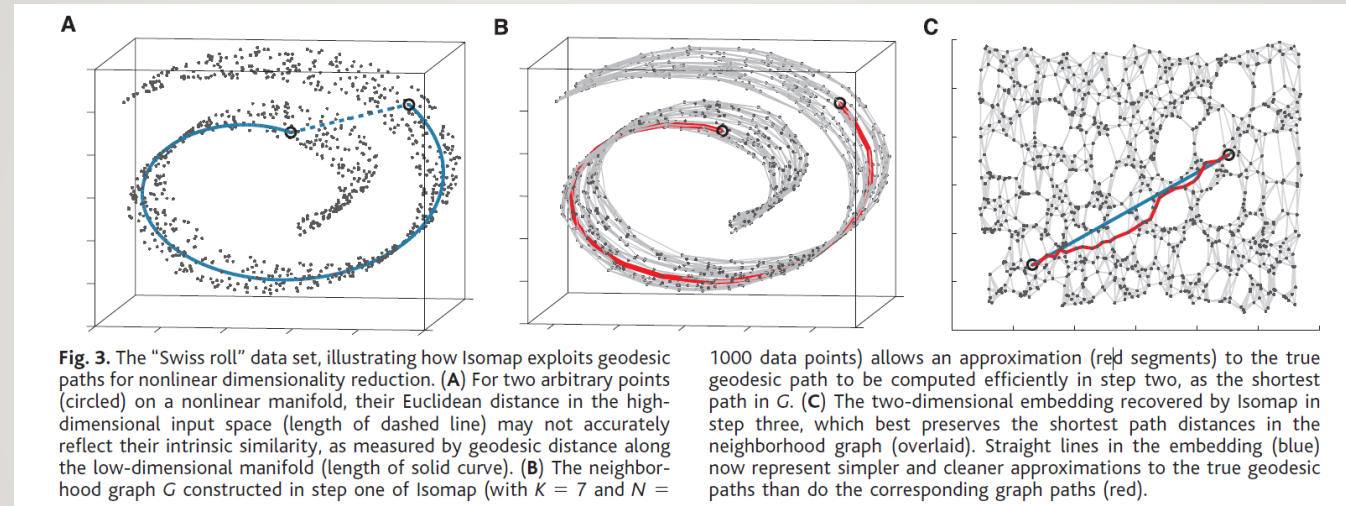 A
B
C
Fig. 3. The "Swiss roll" data set, illustrating how Isomap exploits geodesic
paths for nonlinear dimensionality reduction. (A) For two arbitrary points
(circled) on a nonlinear manifold, their Euclidean distance in the high-
dimensional input space (length of dashed line) may not accurately
reflect their intrinsic similarity, as measured by geodesic distance along
the low-dimensional manifold (length of solid curve). (B) The neighbor-
hood graph G constructed in step one of Isomap (with K = 7 and N =
1000 data points) allows an approximation (red segments) to the true
geodesic path to be computed efficiently in step two, as the shortest
path in G. (C) The two-dimensional embedding recovered by Isomap in
step three, which best preserves the shortest path distances in the
neighborhood graph (overlaid). Straight lines in the embedding (blue)
now represent simpler and cleaner approximations to the true geodesic
paths than do the corresponding graph paths (red).